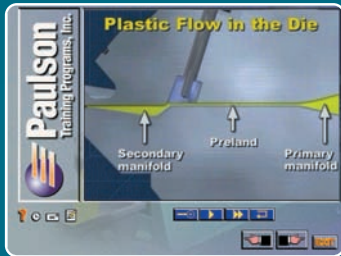 Plastic Flow in the Die
Paulson
Training Programs, Inc.
Secondary
manifold
Preland
Primary
manifold